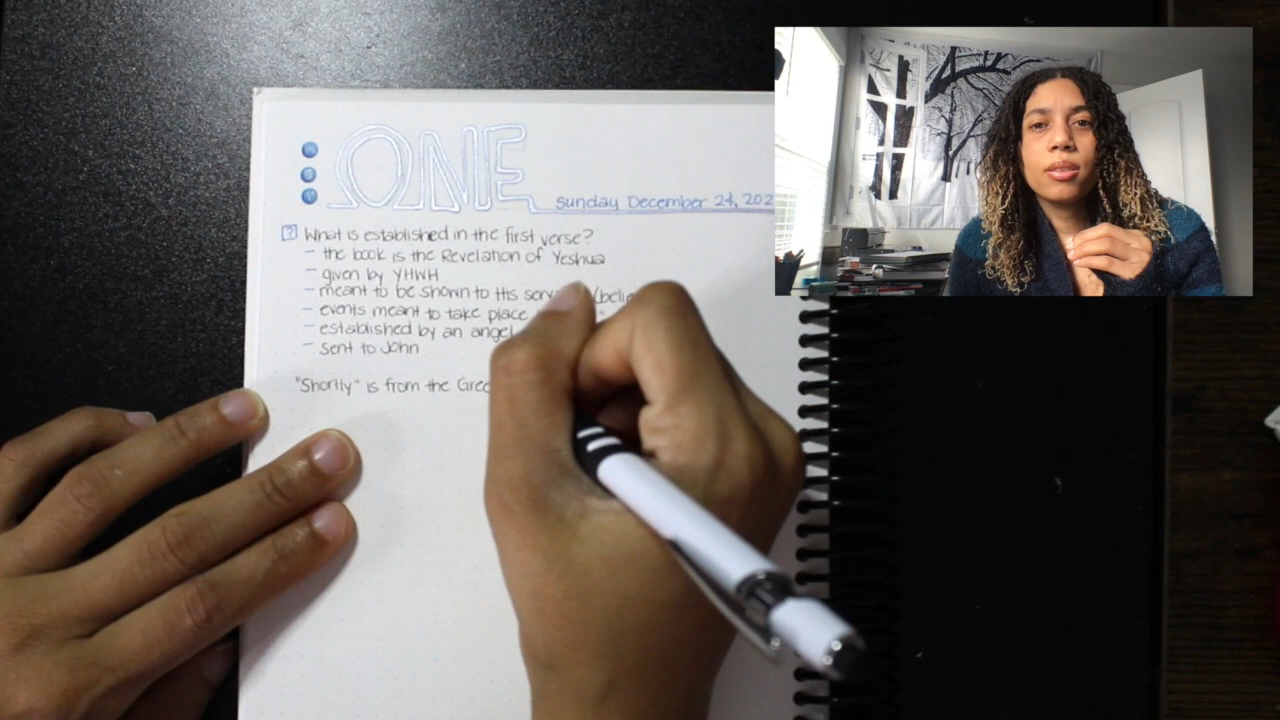 ONE
Sunday, December 24, 202
? What is established in the first verse?
- the book is the Revelation of Yeshua
- given by YHWH
- meant to be shown to His (belie
- events meant to take place
- established by an angel
- sent to John
"Shortly" is from the Gree